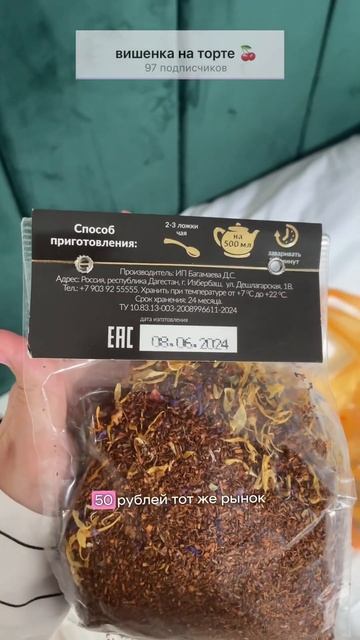 вишенка на торте 🍒
97 подписчиков
Способ
приготовления:
2-3 ложки
чая
на
500 мл
заваривать
минут
Производитель: ИП Багамаева Д.С.
Адрес: Россия, республика Дагестан, г. Избербаш, ул. Дешлагарская, 1В.
Тел.: +7 903 92 55555. Хранить при температуре от +7 °С до +22 °С.
Срок хранения: 24 месяца.
ТУ 10.83.13-003-2008996611-2024
дата изготовления
ЕАС 08.06.2024
50 рублей тот же рынок